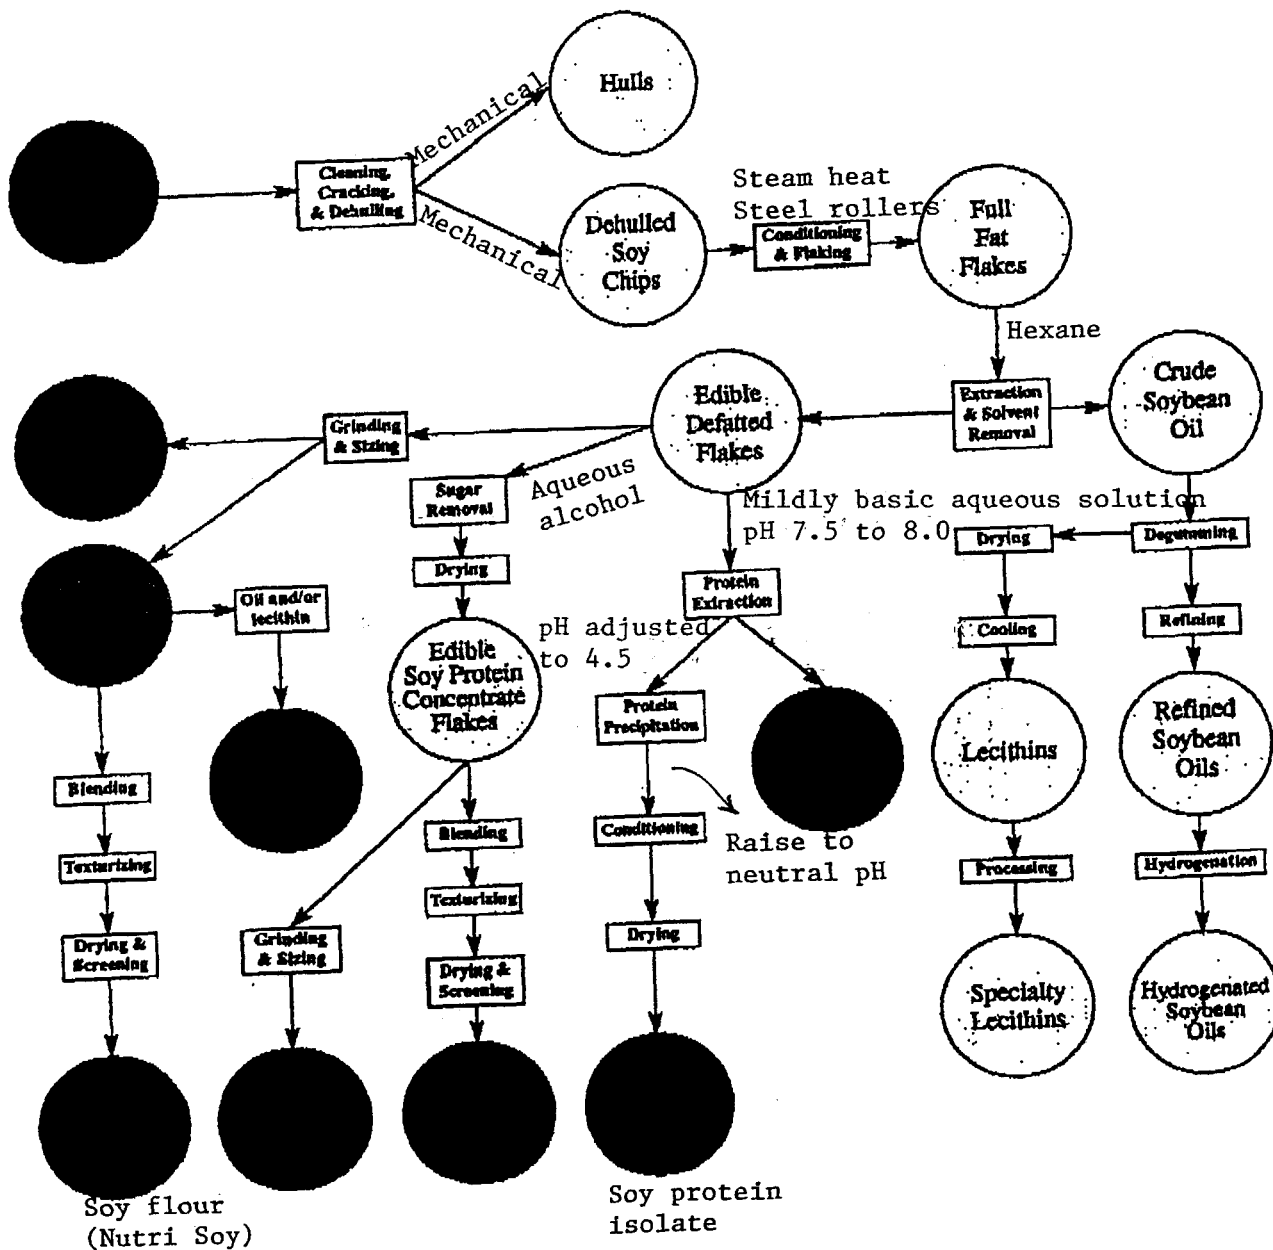 Hulls
Mechanical
Cleaning,
Cracking,
& Dehulling
Mechanical
Dehulled
Soy
Chips
Steam heat
Steel rollers
Conditioning
& Flaking
Full
Fat
Flakes
Hexane
Extraction
& Solvent
Removal
Crude
Soybean
Oil
Edible
Defatted
Flakes
Grinding
& Sizing
Aqueous
alcohol
Sugar
Removal
Drying
Mildly basic aqueous solution
pH 7.5 to 8.0
Drying
Degumming
Protein
Extraction
Oil and/or
lecithin
pH adjusted
to 4.5
Cooling
Refining
Edible
Soy Protein
Concentrate
Flakes
Protein
Precipitation
Lecithins
Refined
Soybean
Oils
Blending
Blending
Conditioning
Raise to
neutral pH
Texturizing
Texturizing
Processing
Hydrogenation
Drying &
Screening
Grinding
& Sizing
Drying &
Screening
Drying
Specialty
Lecithins
Hydrogenated
Soybean
Oils
Soy flour
(Nutri Soy)
Soy protein
isolate